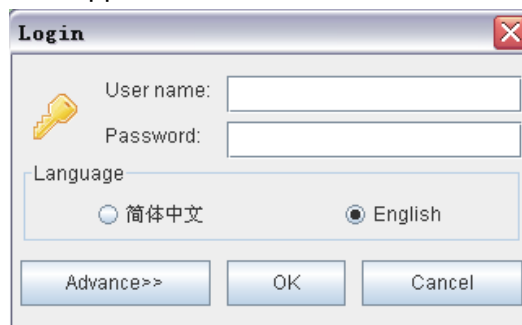 Login
User name:
Password:
Language
简体中文 English
Advance>> OK Cancel